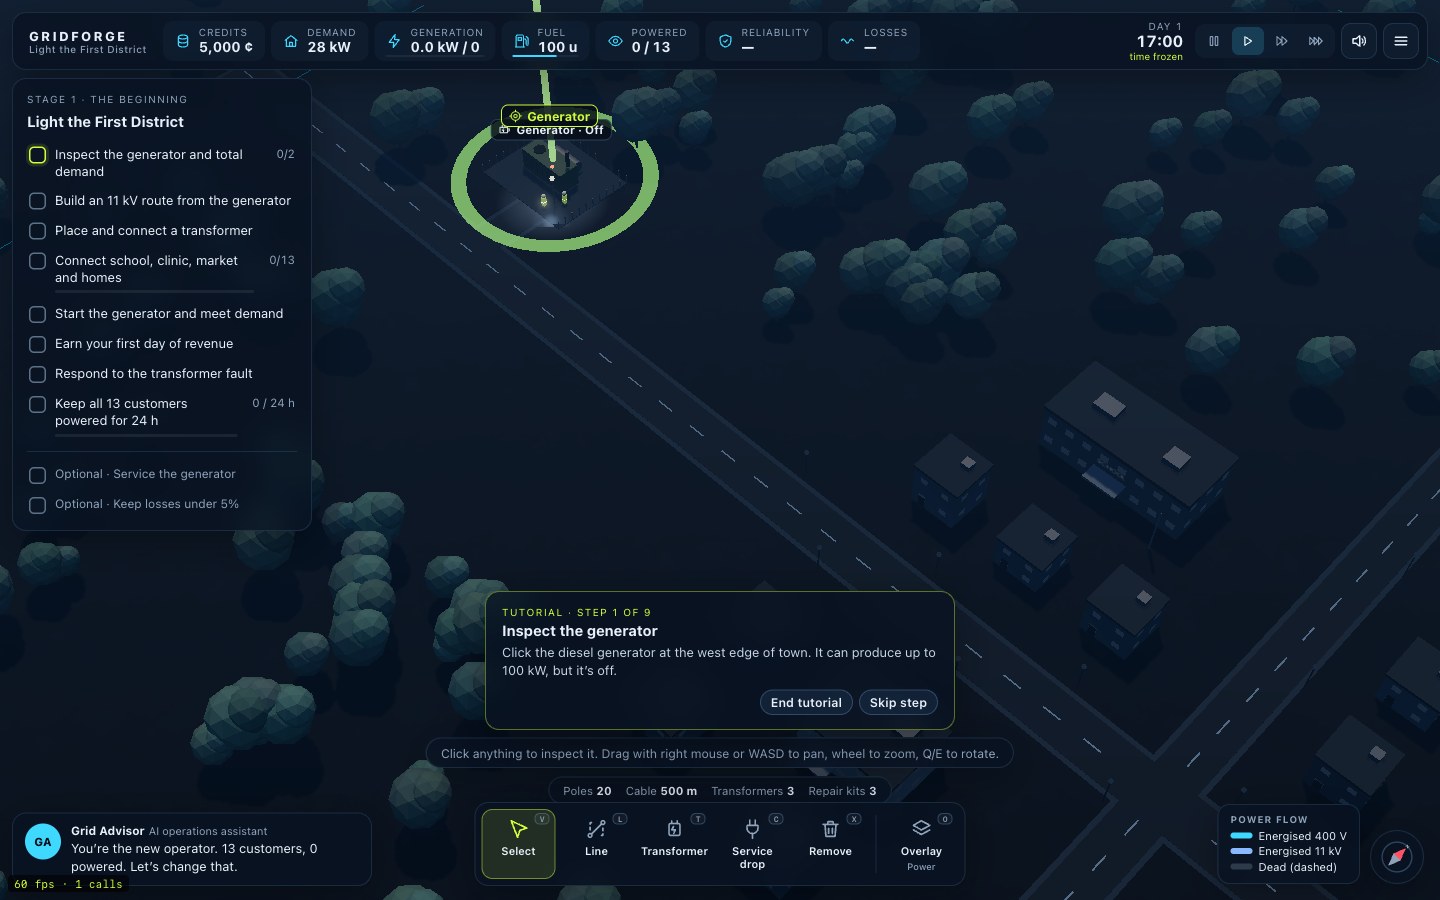 GRIDFORGE
Light the First District
CREDITS
5,000 ¢
DEMAND
28 kW
GENERATION
0.0 kW / 0
FUEL
100 u
POWERED
0 / 13
RELIABILITY
—
LOSSES
—
DAY 1
17:00
time frozen
STAGE 1 · THE BEGINNING
Light the First District
Inspect the generator and total demand 0/2
Build an 11 kV route from the generator
Place and connect a transformer
Connect school, clinic, market and homes 0/13
Start the generator and meet demand
Earn your first day of revenue
Respond to the transformer fault
Keep all 13 customers powered for 24 h 0 / 24 h
Optional · Service the generator
Optional · Keep losses under 5%
Generator
Generator · Off
TUTORIAL · STEP 1 OF 9
Inspect the generator
Click the diesel generator at the west edge of town. It can produce up to
100 kW, but it’s off.
End tutorial Skip step
Click anything to inspect it. Drag with right mouse or WASD to pan, wheel to zoom, Q/E to rotate.
Poles 20 Cable 500 m Transformers 3 Repair kits 3
Select V
Line L
Transformer T
Service drop C
Remove X
Overlay O
Power
GA
Grid Advisor AI operations assistant
You’re the new operator. 13 customers, 0
powered. Let’s change that.
60 fps · 1 calls
POWER FLOW
Energised 400 V
Energised 11 kV
Dead (dashed)